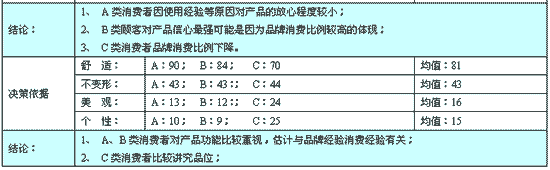 结论：
1、 A 类消费者因使用经验等原因对产品的放心程度较小；
2、 B 类顾客对产品信心最强可能是因为品牌消费比例较高的体现；
3、 C 类消费者品牌消费比例下降。
决策依据
舒 适： A：90； B：84； C：70 均值：81
不变形： A：43； B：43：； C：44 均值：43
美 观： A：13； B：12：； C：24 均值：16
个 性： A：10； B：9； C：25 均值：15
结论：
1、 A、B 类消费者对产品功能比较重视，估计与品牌经验消费经验有关；
2、 C 类消费者比较讲究品位；